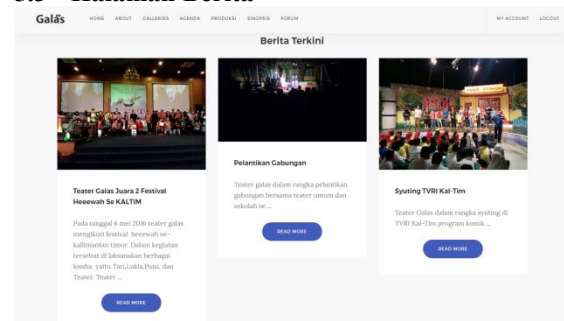 Galas
HOME ABOUT GALLERIES AGENDA PRODUKSI SINOPSIS FORUM
MY ACCOUNT LOGOUT
Berita Terkini
Teater Galas Juara 2 Festival
Heeewah Se KALTIM
Pada tanggal 6 mei 2016 teater galas
mengikuti festival heeewah se-
kalimantan timur. Dalam kegiatan
tersebut di laksanakan berbagai
lomba yaitu Tari,Lukis,Puisi, dan
Teater. Teater ...
READ MORE
Pelantikan Gabungan
Teater galas dalam rangka pelantikan
gabungan bersama teater umum dan
sekolah se ...
READ MORE
Syuting TVRI Kal-Tim
Teater Galas dalam rangka syuting di
TVRI Kal-Tim program komik ...
READ MORE